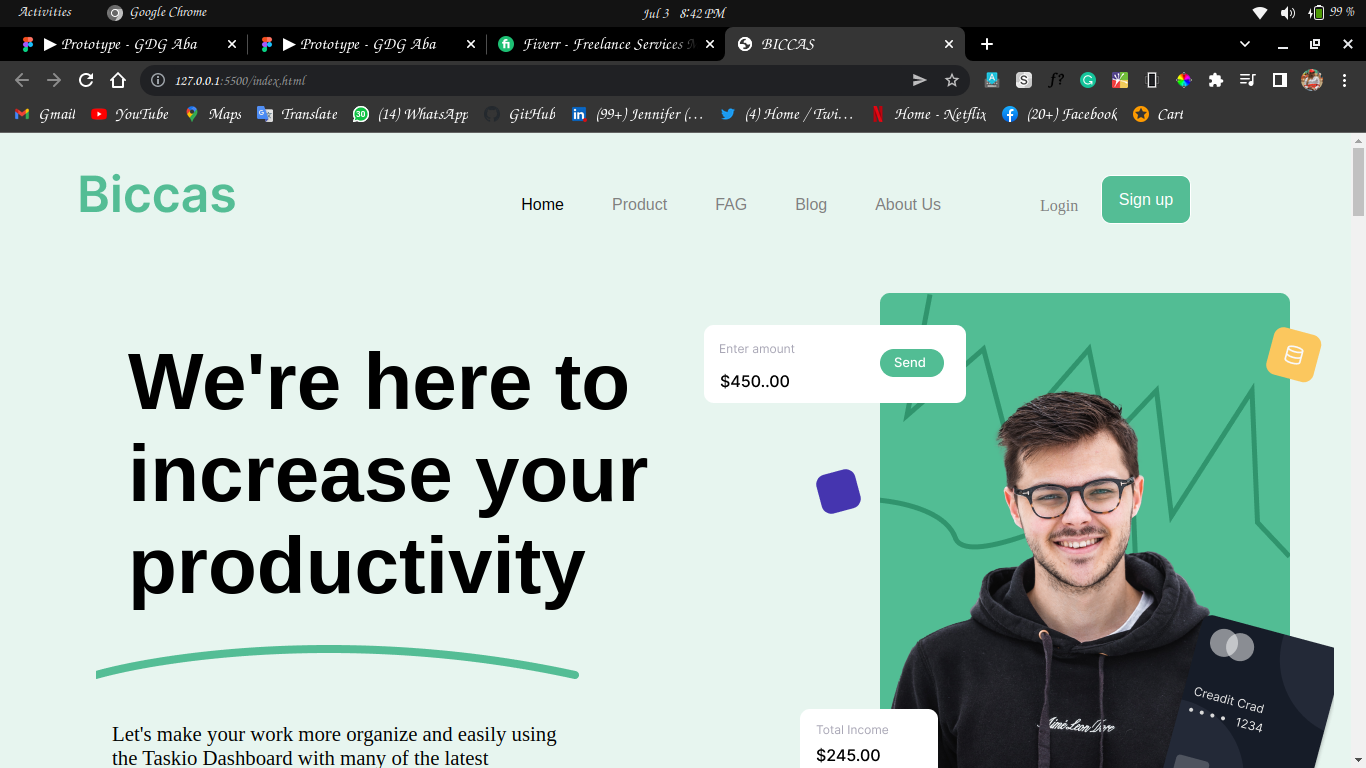 Activities Google Chrome Jul 3 8:42 PM 99 %
Prototype - GDG Aba Prototype - GDG Aba Fiverr - Freelance Services BICCAS
127.0.0.1:5500/index.html
Gmail YouTube Maps Translate (14) WhatsApp GitHub (99+) Jennifer (… (4) Home / Twi… Home - Netflix (20+) Facebook Cart
Biccas Home Product FAG Blog About Us Login Sign up
We're here to
increase your
productivity
Let's make your work more organize and easily using
the Taskio Dashboard with many of the latest
Enter amount
$450..00
Send
Creadit Crad
1234
Total Income
$245.00